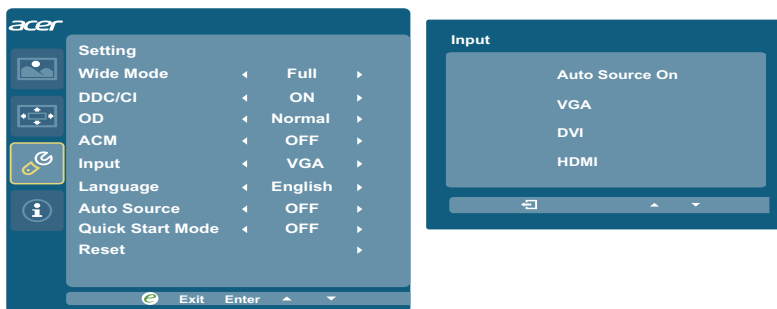 acer
Setting
Wide Mode Full
DDC/CI ON
OD Normal
ACM OFF
Input VGA
Language English
Auto Source OFF
Quick Start Mode OFF
Reset
e Exit Enter
Input
Auto Source On
VGA
DVI
HDMI